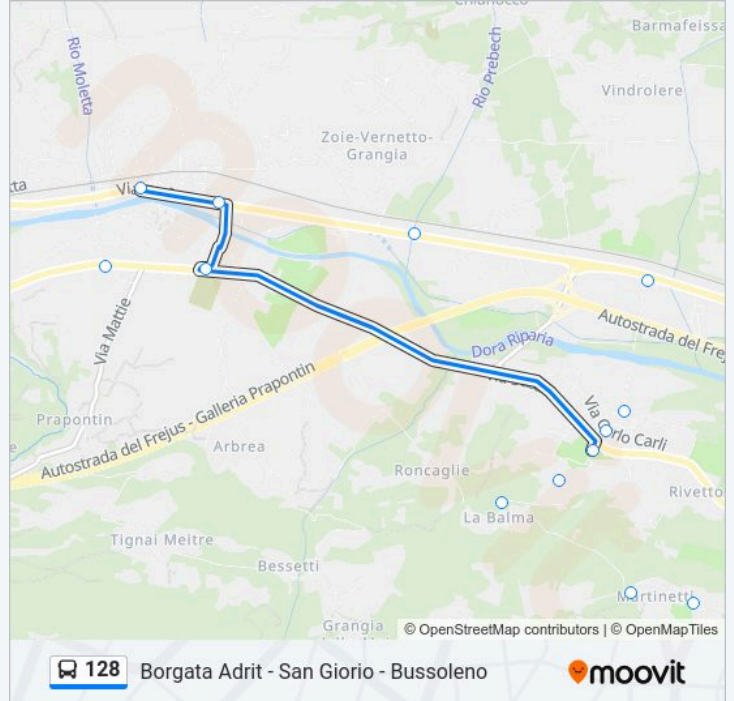 Chianocco
Barmafeissa
Rio Moletta
Rio Prebech
Vindrolere
Zoie-Vernetto-
Grangia
Via
Via Mattie
Dora Riparia
Autostrada del Frej
Autostrada del Frejus - Galleria Prapontin
Prapontin
Via Carlo Carli
Arbrea
Roncaglie
Rivetto
La Balma
Tignai Meitre
Bessetti
Martinetti
Grangia
© OpenStreetMap contributors | © OpenMapTiles
128 Borgata Adrit - San Giorio - Bussoleno
moovit